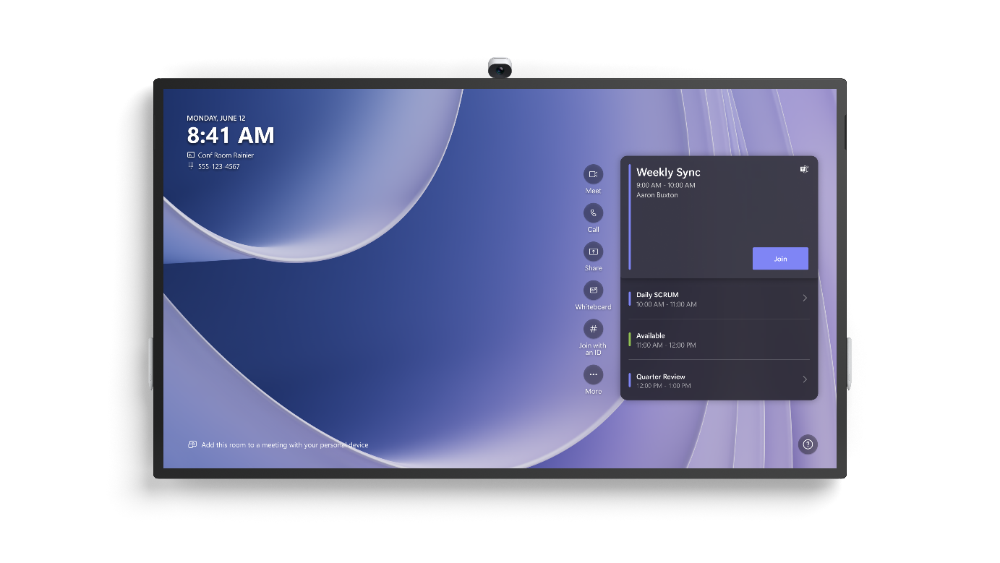 MONDAY, JUNE 12
8:41 AM
Conf Room Rainier
555-123-4567
Meet
Call
Share
Whiteboard
#
Join with
an ID
More
Weekly Sync
9:00 AM - 10:00 AM
Aaron Buxton
Join
Daily SCRUM
10:00 AM - 11:00 AM
Available
11:00 AM - 12:00 PM
Quarter Review
12:00 PM - 1:00 PM
Add this room to a meeting with your personal device
?